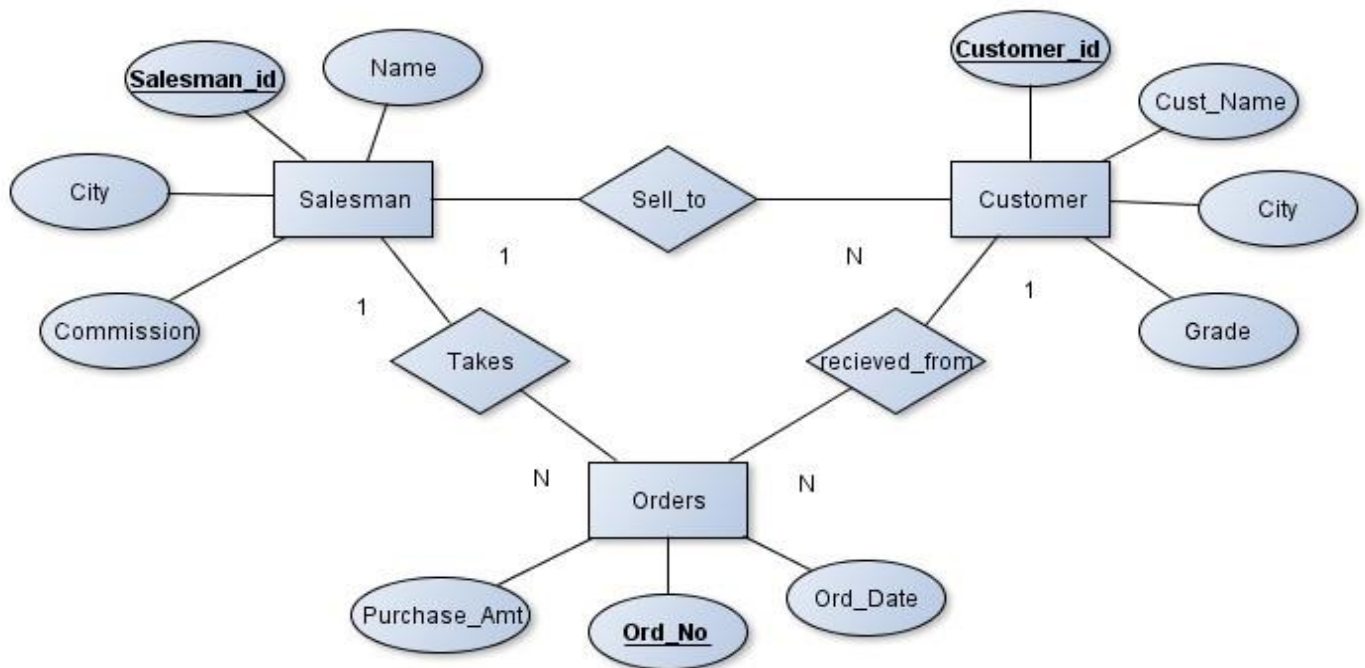 Customer_id
Salesman_id
Name
Cust_Name
City
Salesman
Sell_to
Customer
City
1
N
1
1
Commission
Takes
recieved_from
Grade
N
N
Orders
Purchase_Amt
Ord_No
Ord_Date